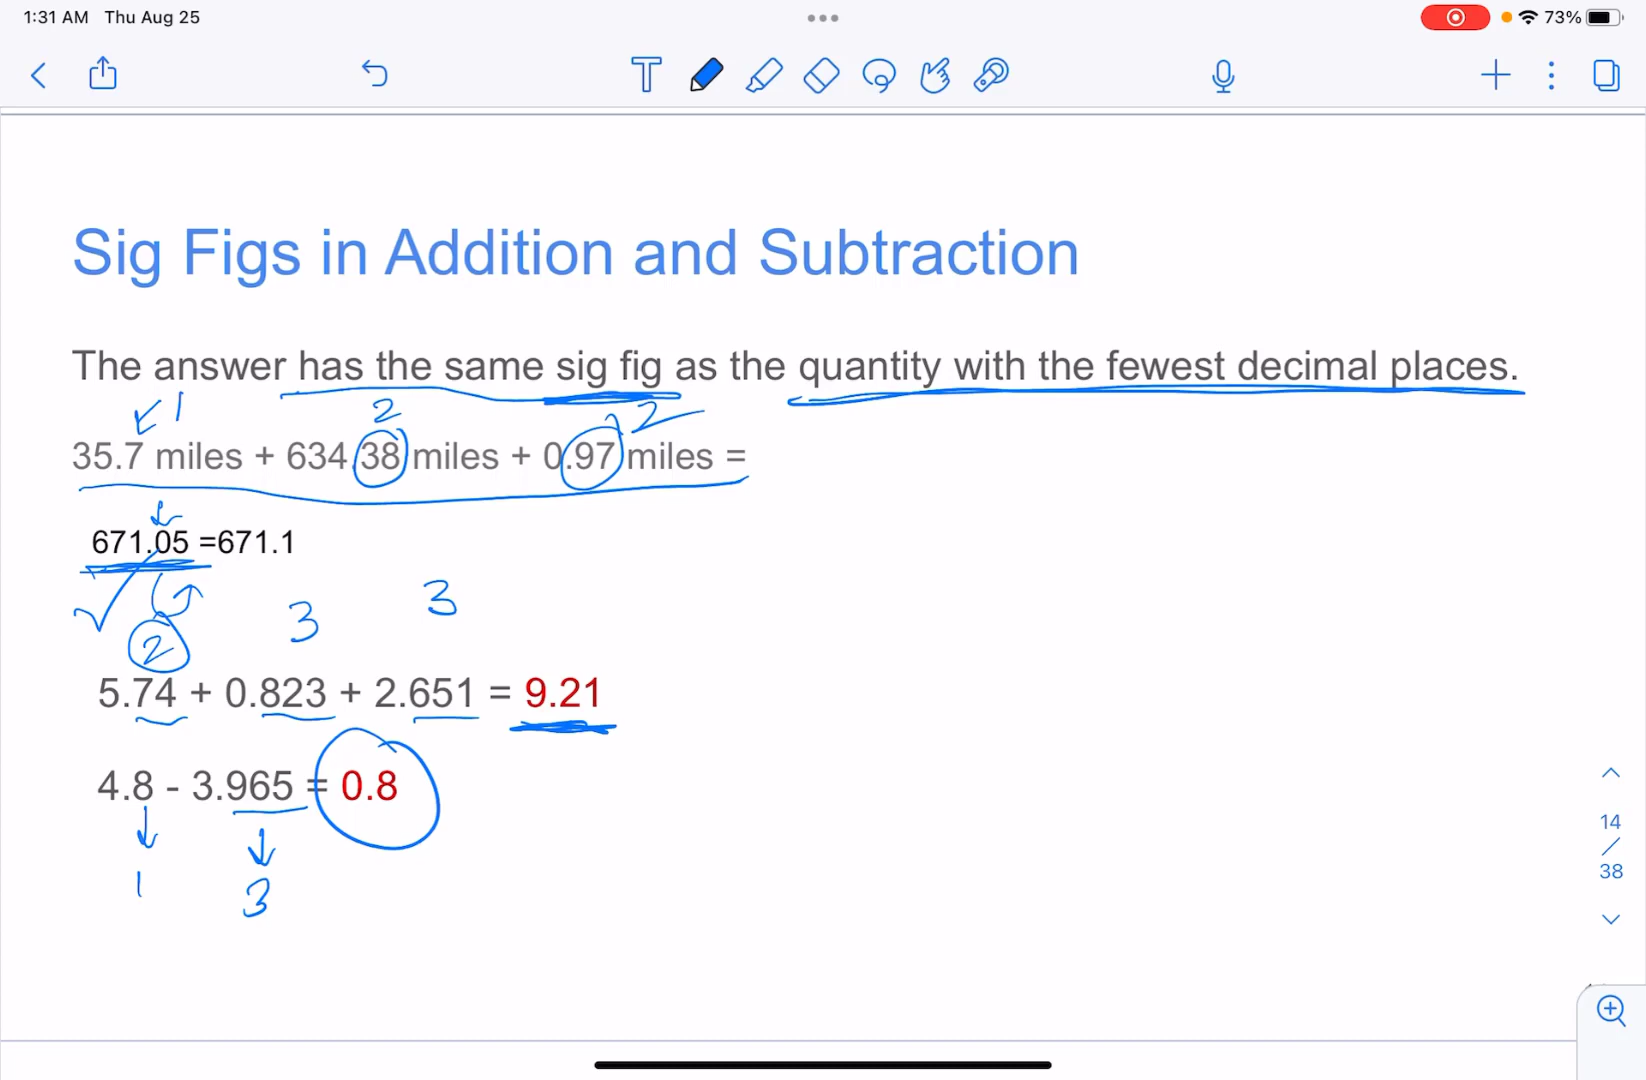 1:31 AM Thu Aug 25
73%
Sig Figs in Addition and Subtraction
The answer has the same sig fig as the quantity with the fewest decimal places.
1 2 2
35.7 miles + 634.38 miles + 0.97 miles =
671.05 =671.1
2 3 3
5.74 + 0.823 + 2.651 = 9.21
4.8 - 3.965 = 0.8
1 3
14
/
38